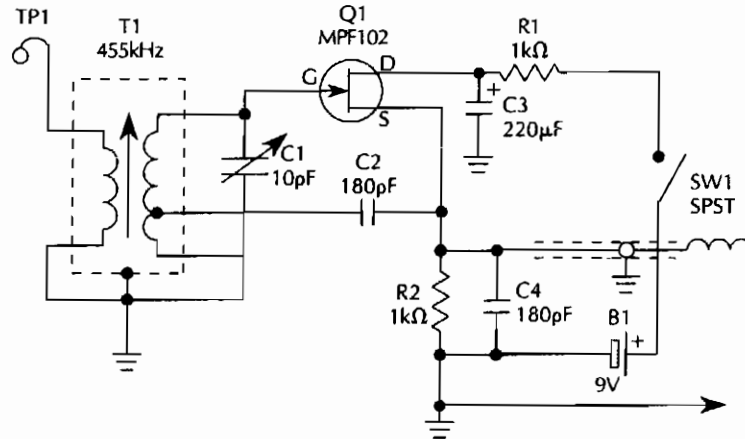 TP1
T1
455kHz
Q1
MPF102
G
D
S
R1
1kΩ
+
C3
220µF
C1
10pF
C2
180pF
SW1
SPST
R2
1kΩ
C4
180pF
B1
+
9V